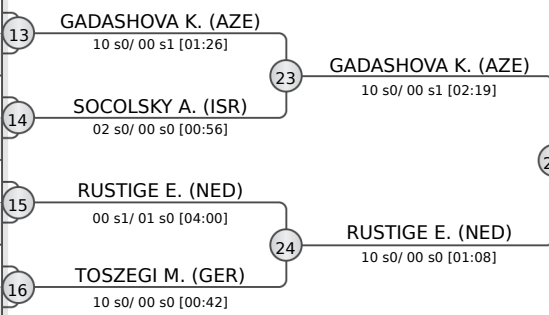 13
GADASHOVA K. (AZE)
10 s0/ 00 s1 [01:26]
23
GADASHOVA K. (AZE)
10 s0/ 00 s1 [02:19]
14
SOCOLSKY A. (ISR)
02 s0/ 00 s0 [00:56]
15
RUSTIGE E. (NED)
00 s1/ 01 s0 [04:00]
24
RUSTIGE E. (NED)
10 s0/ 00 s0 [01:08]
16
TOSZEGI M. (GER)
10 s0/ 00 s0 [00:42]